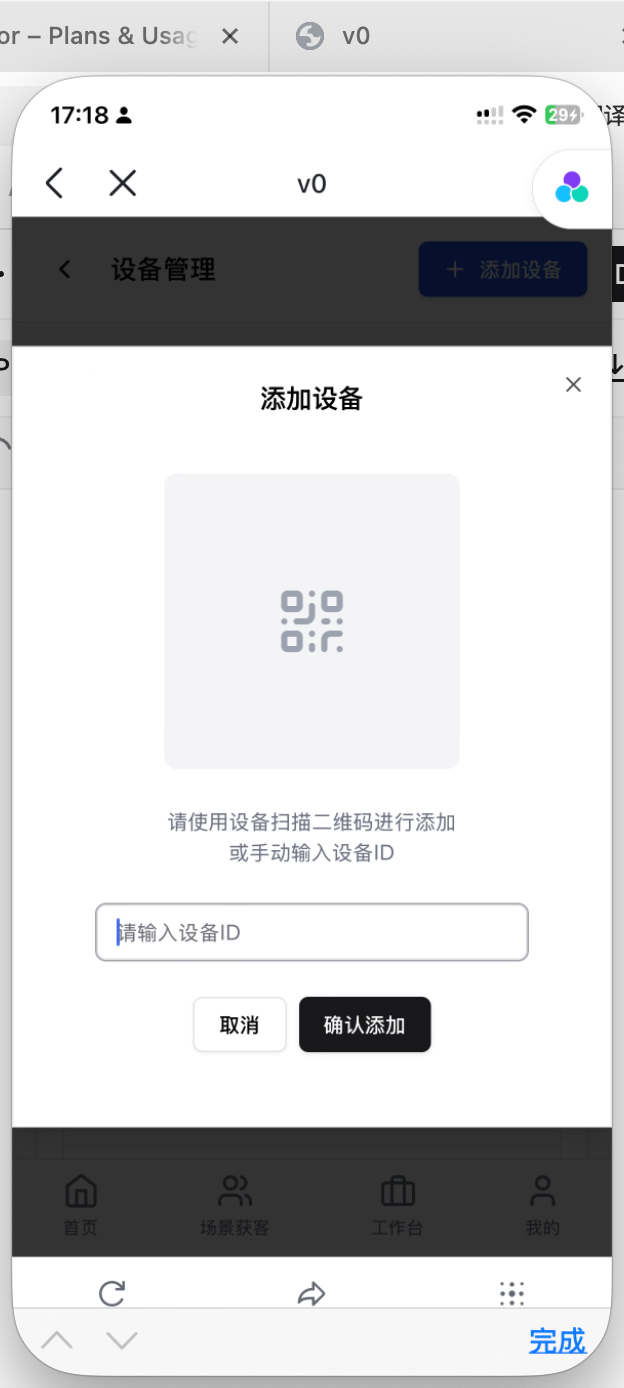 or – Plans & Usag
v0
17:18
29
译
v0
设备管理
添加设备
添加设备
请使用设备扫描二维码进行添加
或手动输入设备ID
请输入设备ID
取消
确认添加
首页
场景获客
工作台
我的
完成